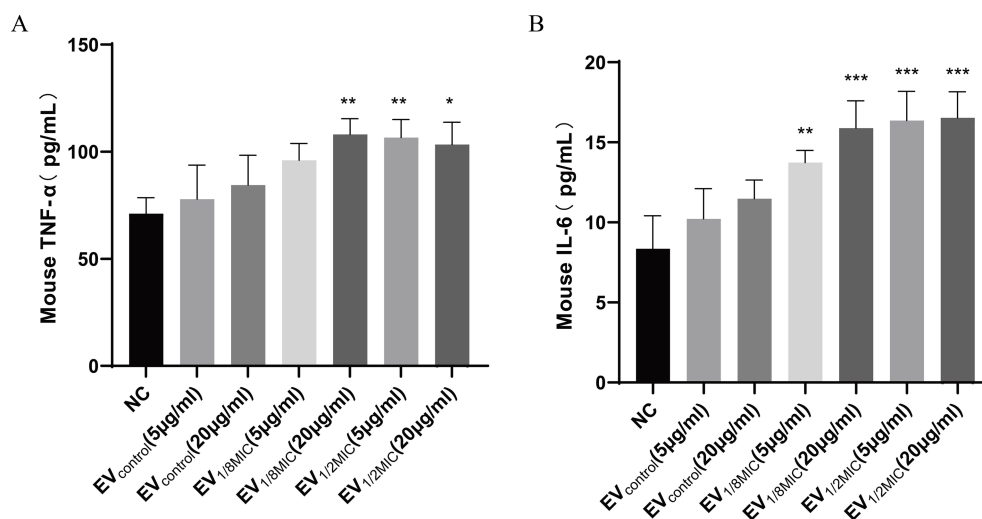 A
Mouse TNF-α( pg/mL)
150
100
50
0
**
**
*
NC
EVcontrol(5μg/ml)
EVcontrol(20μg/ml)
EV1/8MIC(5μg/ml)
EV1/8MIC(20μg/ml)
EV1/2MIC(5μg/ml)
EV1/2MIC(20μg/ml)
B
Mouse IL-6( pg/mL)
20
15
10
5
0
**
***
***
***
NC
EVcontrol(5μg/ml)
EVcontrol(20μg/ml)
EV1/8MIC(5μg/ml)
EV1/8MIC(20μg/ml)
EV1/2MIC(5μg/ml)
EV1/2MIC(20μg/ml)